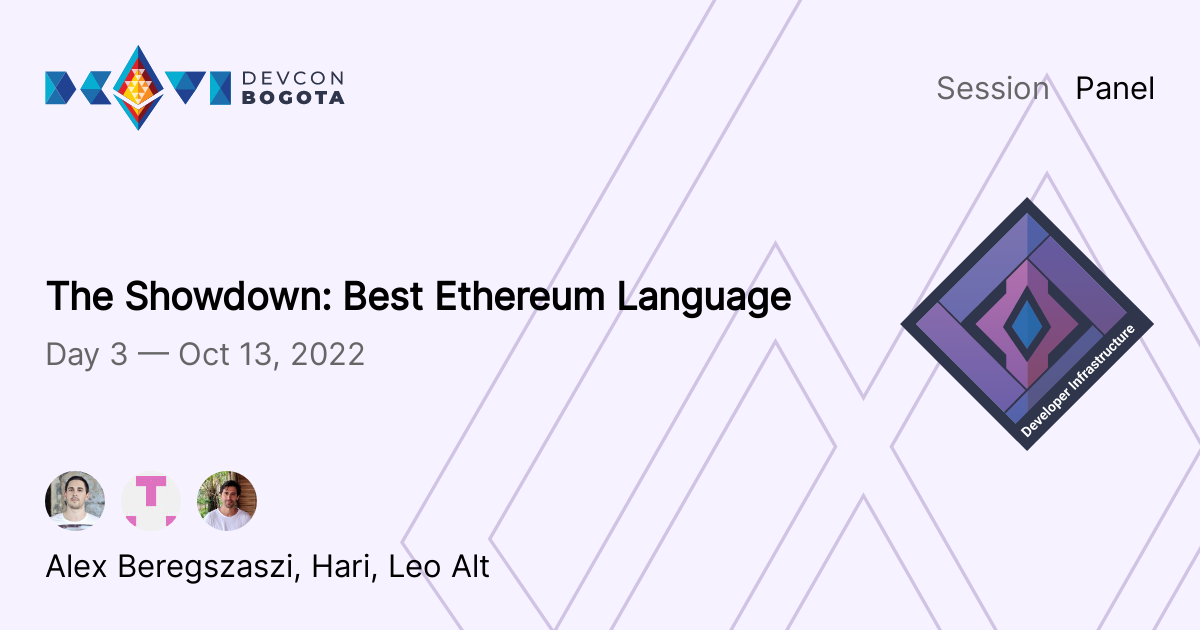 DEVCON
BOGOTA
Session Panel
The Showdown: Best Ethereum Language
Day 3 — Oct 13, 2022
Developer Infrastructure
Alex Beregszaszi, Hari, Leo Alt